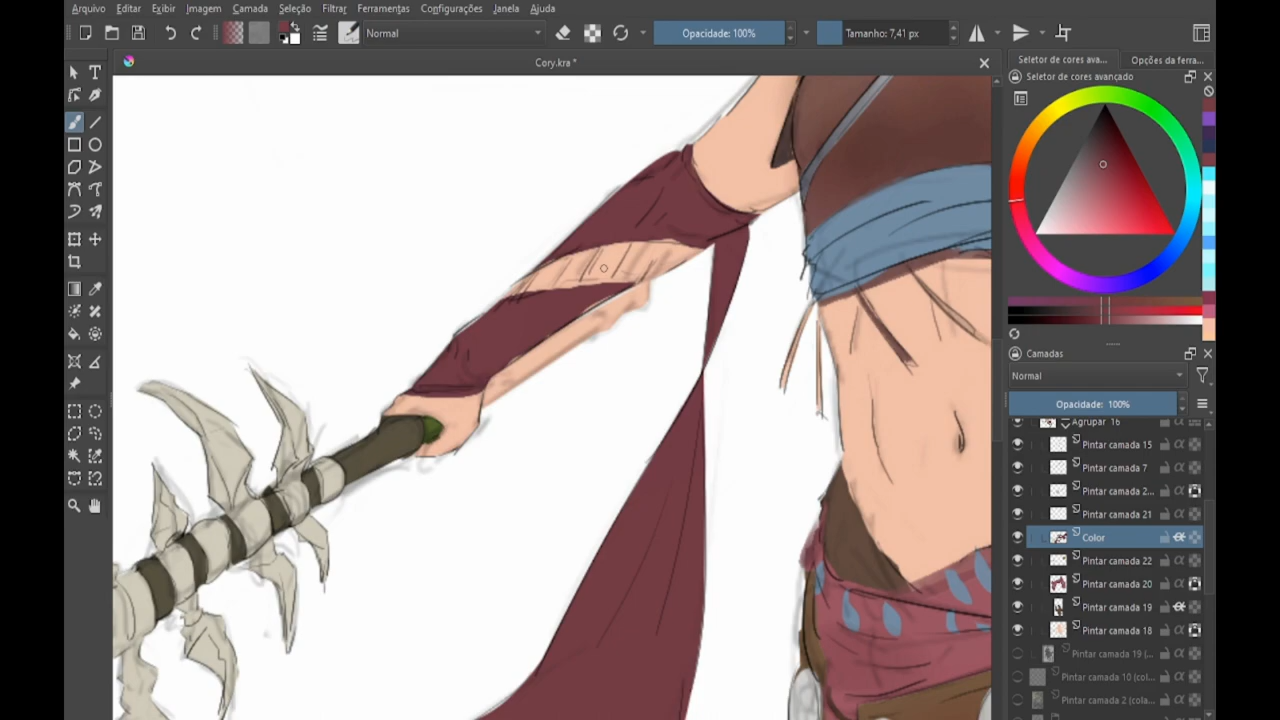 Arquivo Editar Exibir Imagem Camada Seleção Filtrar Ferramentas Configurações Janela Ajuda
Normal Opacidade: 100% Tamanho: 7,41 px
Cory.kra *
Seletor de cores ava... Opções da ferra...
Seletor de cores avançado
Camadas
Normal
Opacidade: 100%
Agrupar 16
Pintar camada 15
Pintar camada 7
Pintar camada 2...
Pintar camada 21
Color
Pintar camada 22
Pintar camada 20
Pintar camada 19
Pintar camada 18
Pintar camada 19 (...
Pintar camada 10 (col...
Pintar camada 2 (cola...